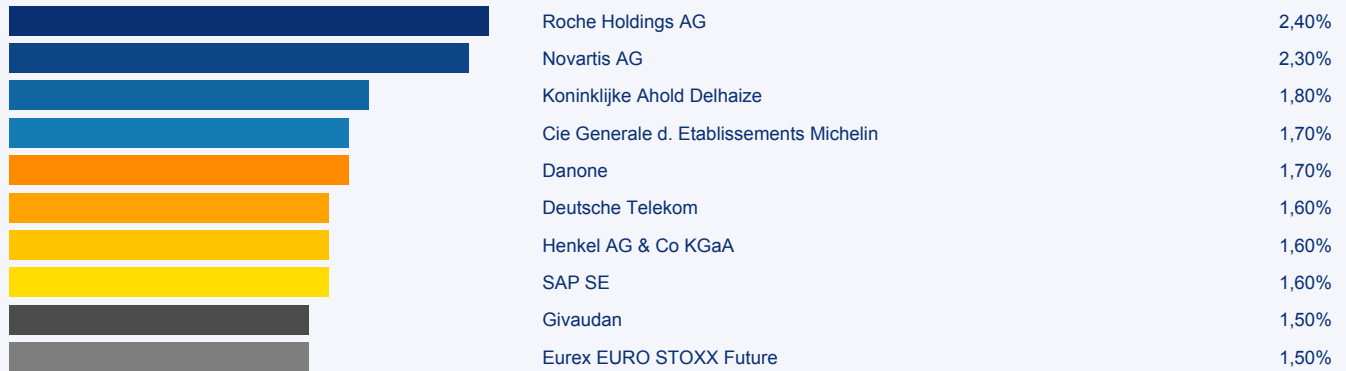 Roche Holdings AG 2,40%
Novartis AG 2,30%
Koninklijke Ahold Delhaize 1,80%
Cie Generale d. Etablissements Michelin 1,70%
Danone 1,70%
Deutsche Telekom 1,60%
Henkel AG & Co KGaA 1,60%
SAP SE 1,60%
Givaudan 1,50%
Eurex EURO STOXX Future 1,50%